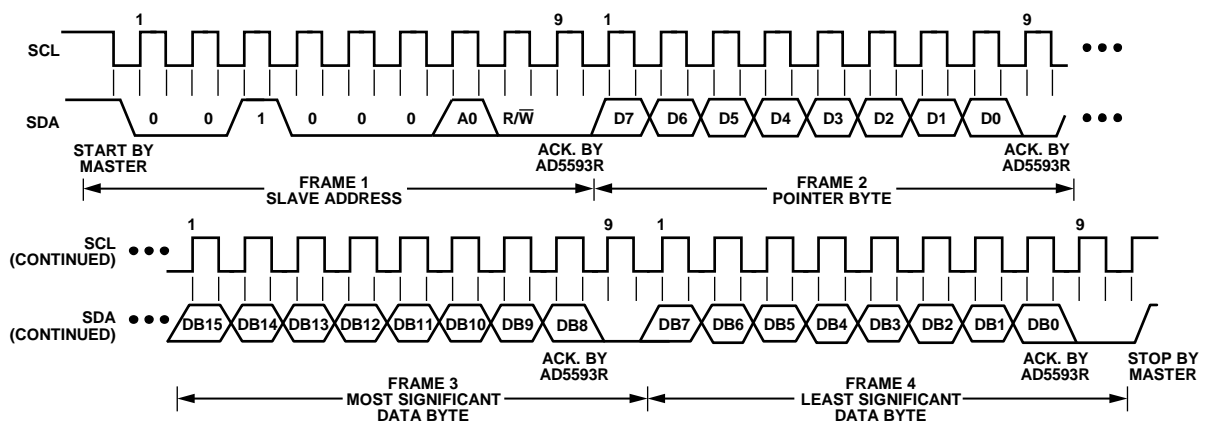 1 9 1 9
SCL
SDA 0 0 1 0 0 0 A0 R/W̅ D7 D6 D5 D4 D3 D2 D1 D0
START BY MASTER
ACK. BY AD5593R
ACK. BY AD5593R
FRAME 1
SLAVE ADDRESS
FRAME 2
POINTER BYTE
1 9 1 9
SCL
(CONTINUED)
SDA
(CONTINUED)
DB15 DB14 DB13 DB12 DB11 DB10 DB9 DB8 DB7 DB6 DB5 DB4 DB3 DB2 DB1 DB0
ACK. BY AD5593R
ACK. BY AD5593R
STOP BY MASTER
FRAME 3
MOST SIGNIFICANT
DATA BYTE
FRAME 4
LEAST SIGNIFICANT
DATA BYTE